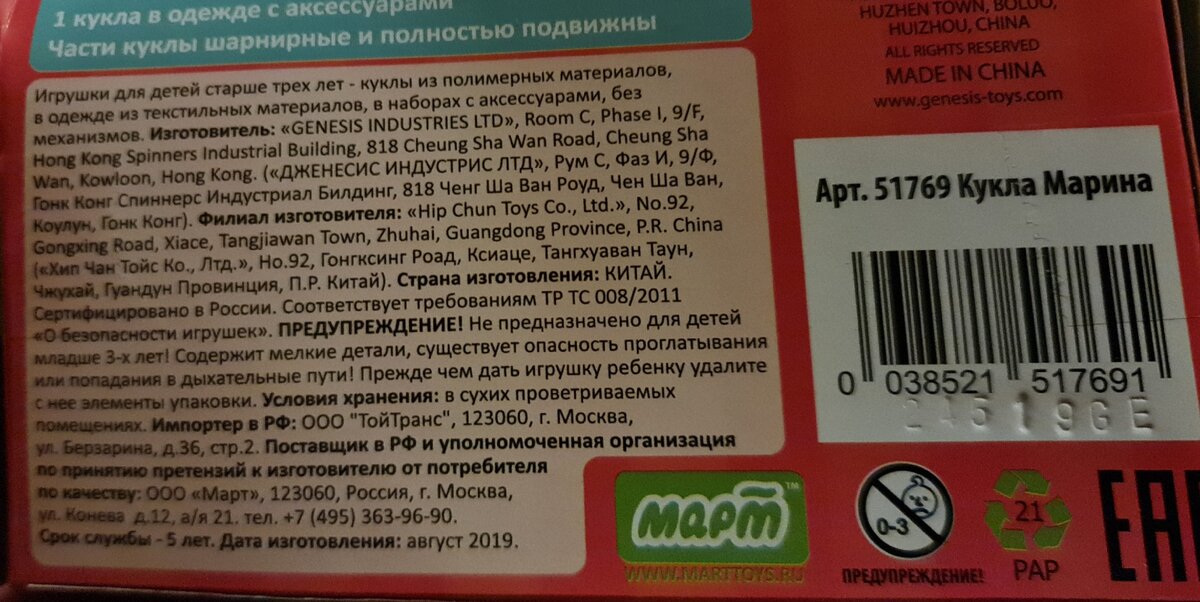 1 кукла в одежде с аксессуарами
Части куклы шарнирные и полностью подвижны
Игрушки для детей старше трех лет - куклы из полимерных материалов,
в одежде из текстильных материалов, в наборах с аксессуарами, без
механизмов. Изготовитель: «GENESIS INDUSTRIES LTD», Room C, Phase I, 9/F,
Hong Kong Spinners Industrial Building, 818 Cheung Sha Wan Road, Cheung Sha
Wan, Kowloon, Hong Kong. («ДЖЕНЕСИС ИНДУСТРИС ЛТД», Рум С, Фаз И, 9/Ф,
Гонк Конг Спиннерс Индустриал Билдинг, 818 Ченг Ша Ван Роуд, Чен Ша Ван,
Коулун, Гонк Конг). Филиал изготовителя: «Hip Chun Toys Co., Ltd.», No.92,
Gongxing Road, Xiace, Tangjiawan Town, Zhuhai, Guangdong Province, P.R. China
(«Хип Чан Тойс Ко., Лтд.», Но.92, Гонгксинг Роад, Ксиаце, Тангхуаван Таун,
Чжухай, Гуандун Провинция, П.Р. Китай). Страна изготовления: КИТАЙ.
Сертифицировано в России. Соответствует требованиям ТР ТС 008/2011
«О безопасности игрушек». ПРЕДУПРЕЖДЕНИЕ! Не предназначено для детей
младше 3-х лет! Содержит мелкие детали, существует опасность проглатывания
или попадания в дыхательные пути! Прежде чем дать игрушку ребенку удалите
с нее элементы упаковки. Условия хранения: в сухих проветриваемых
помещениях. Импортер в РФ: ООО "ТойТранс", 123060, г. Москва,
ул. Берзарина, д.36, стр.2. Поставщик в РФ и уполномоченная организация
по принятию претензий к изготовителю от потребителя
по качеству: ООО «Март», 123060, Россия, г. Москва,
ул. Конева д.12, а/я 21. тел. +7 (495) 363-96-90.
Срок службы - 5 лет. Дата изготовления: август 2019.
HUZHEN TOWN, BOLUO,
HUIZHOU, CHINA
ALL RIGHTS RESERVED
MADE IN CHINA
www.genesis-toys.com
Арт. 51769 Кукла Марина
0 038521 517691
март™
WWW.MARTTOYS.RU
0-3
ПРЕДУПРЕЖДЕНИЕ!
21
PAP
EAC